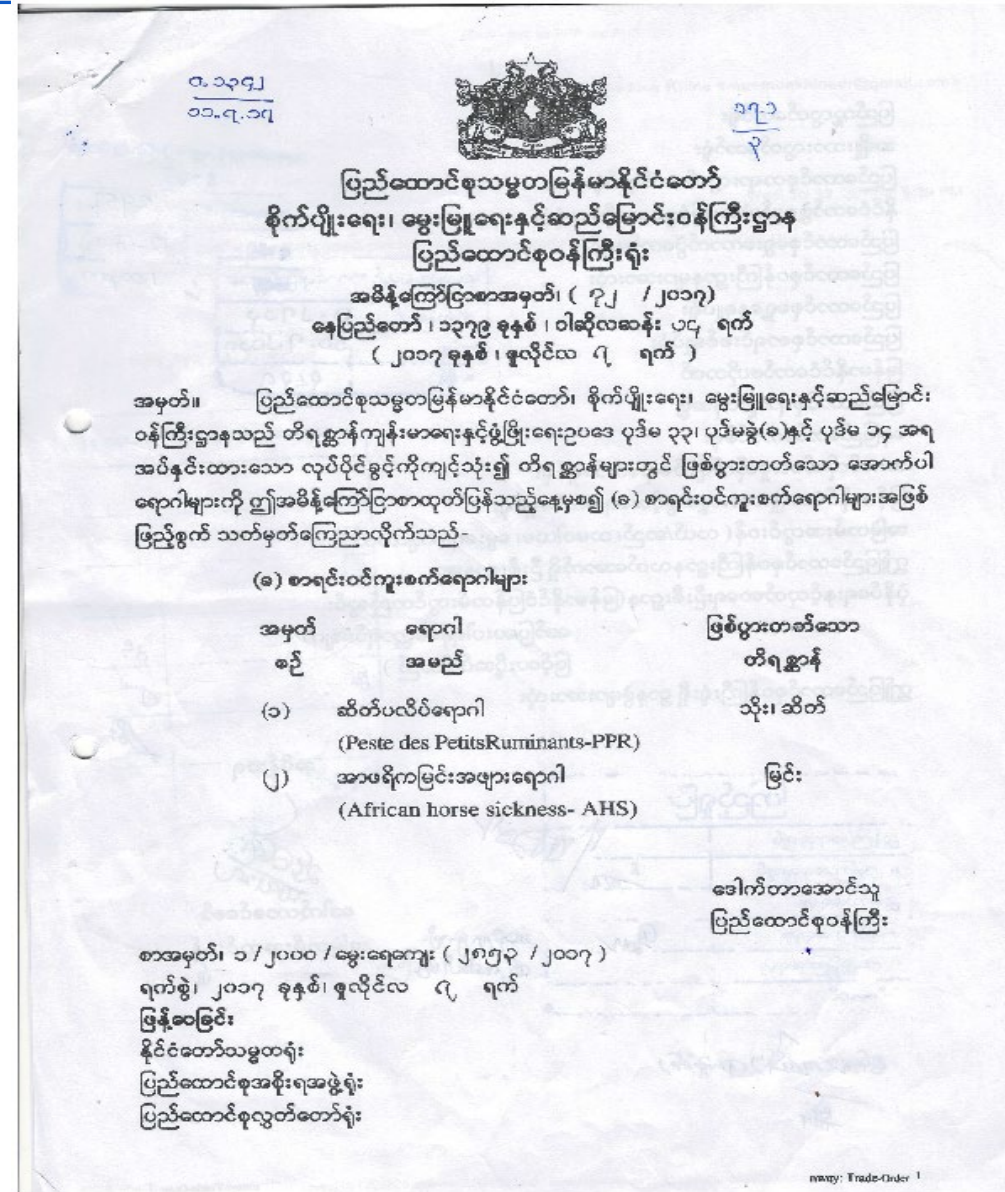 ၁၁.၇.၁၇
၁၇.၁
၃
ပြည်ထောင်စုသမ္မတမြန်မာနိုင်ငံတော်
စိုက်ပျိုးရေး၊ မွေးမြူရေးနှင့်ဆည်မြောင်းဝန်ကြီးဌာန
ပြည်ထောင်စုဝန်ကြီးရုံး
အမိန့်ကြော်ငြာစာအမှတ်၊ ( ၇၂ /၂၀၁၇)
နေပြည်တော် ၊ ၁၃၇၉ ခုနှစ် ၊ ဝါဆိုလဆန်း ၁၄ ရက်
( ၂၀၁၇ ခုနှစ် ၊ ဇူလိုင်လ ၇ ရက် )
အမှတ်။ ပြည်ထောင်စုသမ္မတမြန်မာနိုင်ငံတော်၊ စိုက်ပျိုးရေး၊ မွေးမြူရေးနှင့်ဆည်မြောင်း
ဝန်ကြီးဌာနသည် တိရစ္ဆာန်ကျန်းမာရေးနှင့်ဖွံ့ဖြိုးရေးဥပဒေ ပုဒ်မ ၃၃၊ ပုဒ်မခွဲ(ခ)နှင့် ပုဒ်မ ၁၄ အရ
အပ်နှင်းထားသော လုပ်ပိုင်ခွင့်ကိုကျင့်သုံး၍ တိရစ္ဆာန်များတွင် ဖြစ်ပွားတတ်သော အောက်ပါ
ရောဂါများကို ဤအမိန့်ကြော်ငြာစာထုတ်ပြန်သည့်နေ့မှစ၍ (ခ) စာရင်းဝင်ကူးစက်ရောဂါများအဖြစ်
ဖြည့်စွက် သတ်မှတ်ကြေညာလိုက်သည်-
(ခ) စာရင်းဝင်ကူးစက်ရောဂါများ
အမှတ် ရောဂါ ဖြစ်ပွားတတ်သော
စဉ် အမည် တိရစ္ဆာန်
(၁) ဆိတ်ပလိပ်ရောဂါ သိုး၊ ဆိတ်
(Peste des PetitsRuminants-PPR)
(၂) အာဖရိကမြင်းအဖျားရောဂါ မြင်း
(African horse sickness- AHS)
ဒေါက်တာအောင်သူ
ပြည်ထောင်စုဝန်ကြီး
စာအမှတ်၊ ၁ /၂၀၀၀ / မွေးရေကျေး ( ၂၈၅၃ /၂၀၁၇ )
ရက်စွဲ၊ ၂၀၁၇ ခုနှစ်၊ ဇူလိုင်လ ၇ ရက်
ဖြန့်ဝေခြင်း
နိုင်ငံတော်သမ္မတရုံး
ပြည်ထောင်စုအစိုးရအဖွဲ့ရုံး
ပြည်ထောင်စုလွှတ်တော်ရုံး
Trade-Order 1